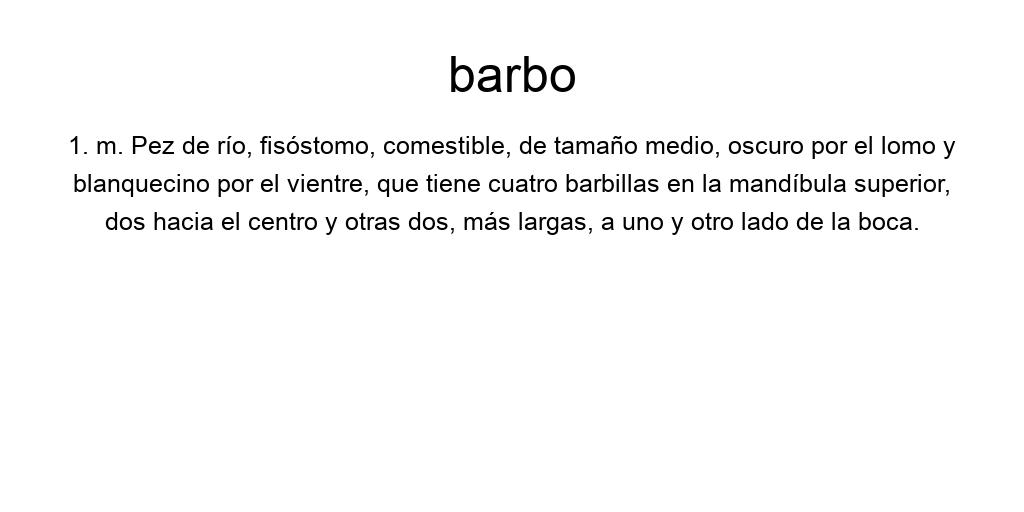 barbo
1. m. Pez de río, fisóstomo, comestible, de tamaño medio, oscuro por el lomo y
blanquecino por el vientre, que tiene cuatro barbillas en la mandíbula superior,
dos hacia el centro y otras dos, más largas, a uno y otro lado de la boca.